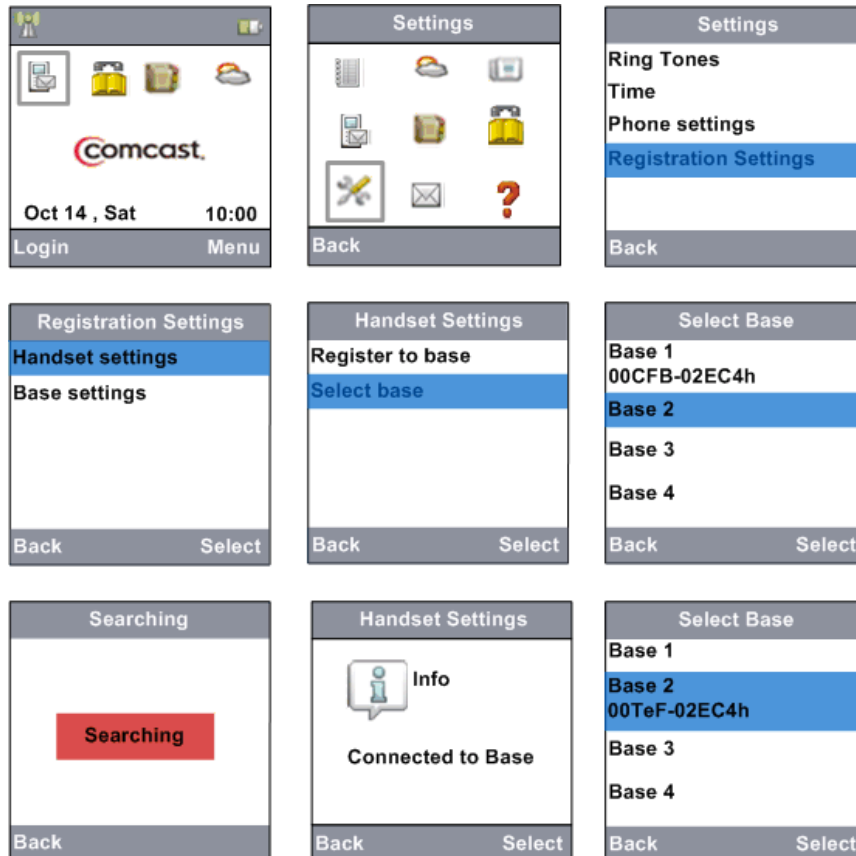 comcast.
Oct 14 , Sat 10:00
Login Menu
Settings
Back
Settings
Ring Tones
Time
Phone settings
Registration Settings
Back
Registration Settings
Handset settings
Base settings
Back Select
Handset Settings
Register to base
Select base
Back Select
Select Base
Base 1
00CFB-02EC4h
Base 2
Base 3
Base 4
Back Select
Searching
Searching
Back
Handset Settings
Info
Connected to Base
Back Select
Select Base
Base 1
Base 2
00TeF-02EC4h
Base 3
Base 4
Back Select